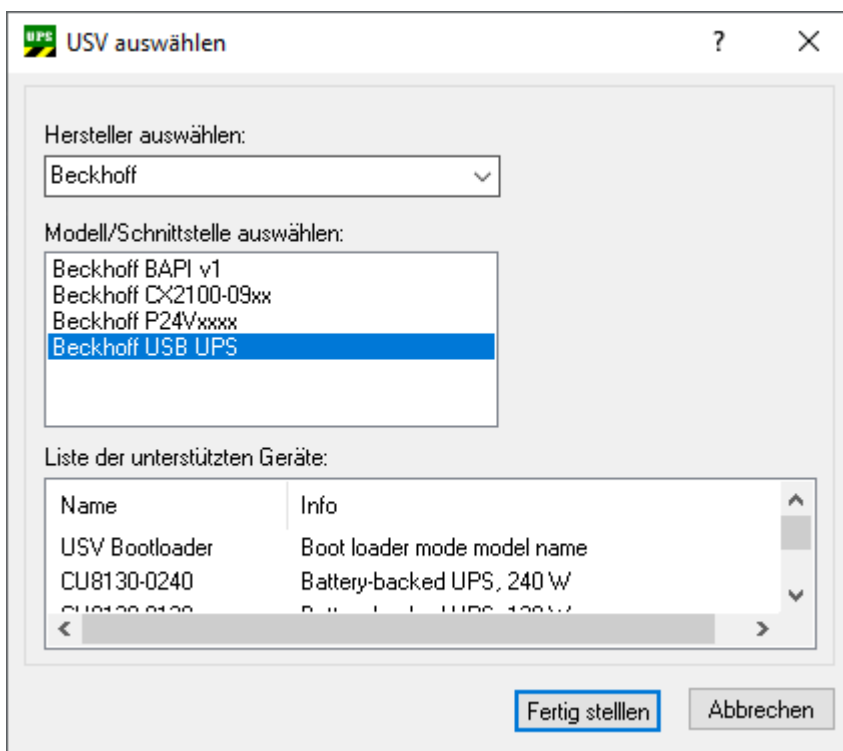 UPS USV auswählen ?
Hersteller auswählen:
Beckhoff
Modell/Schnittstelle auswählen:
Beckhoff BAPI v1
Beckhoff CX2100-09xx
Beckhoff P24Vxxxx
Beckhoff USB UPS
Liste der unterstützten Geräte:
Name Info
USV Bootloader Boot loader mode model name
CU8130-0240 Battery-backed UPS, 240 W
Fertig stelllen Abbrechen